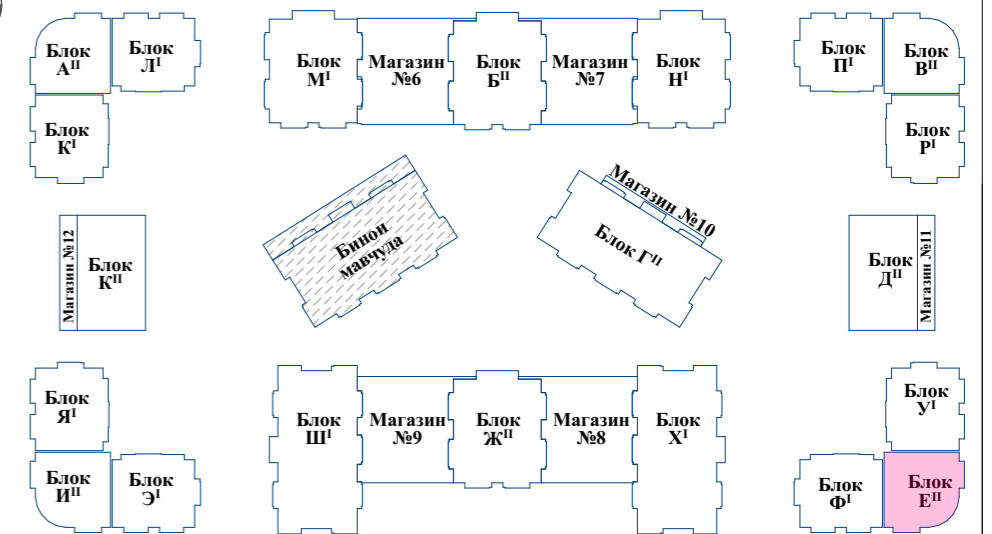 Блок
Aᴵᴵ
Блок
Лᴵ
Блок
Кᴵ
Блок
Мᴵ
Магазин
№6
Блок
Бᴵᴵ
Магазин
№7
Блок
Нᴵ
Блок
Пᴵ
Блок
Вᴵᴵ
Блок
Рᴵ
Магазин №12
Блок
Кᴵᴵ
Бинои
мавчуда
Магазин №10
Блок Гᴵᴵ
Блок
Дᴵᴵ
Магазин №11
Блок
Яᴵ
Блок
Иᴵᴵ
Блок
Эᴵ
Блок
Шᴵ
Магазин
№9
Блок
Жᴵᴵ
Магазин
№8
Блок
Хᴵ
Блок
Уᴵ
Блок
Фᴵ
Блок
Еᴵᴵ